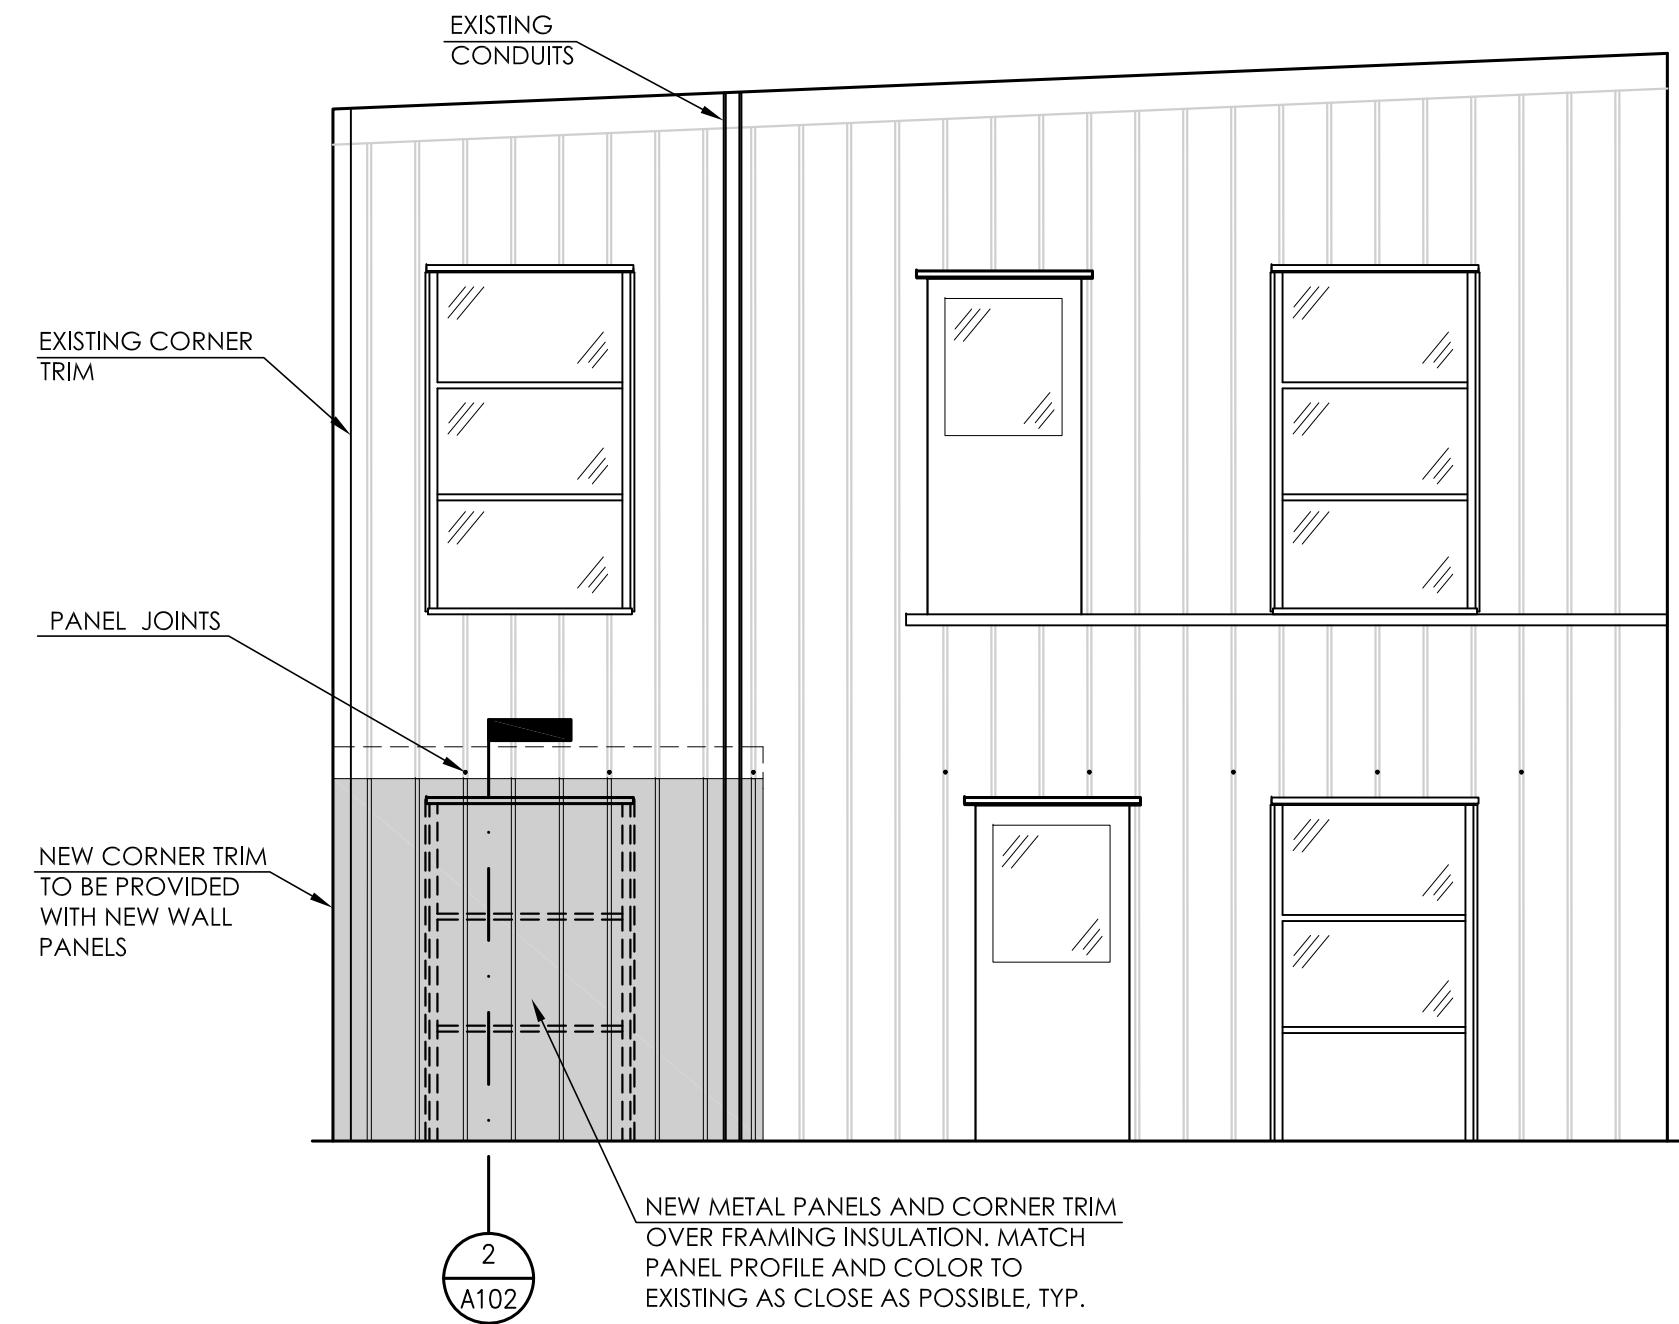 EXISTING
CONDUITS
EXISTING CORNER
TRIM
PANEL JOINTS
NEW CORNER TRIM
TO BE PROVIDED
WITH NEW WALL
PANELS
NEW METAL PANELS AND CORNER TRIM
OVER FRAMING INSULATION. MATCH
PANEL PROFILE AND COLOR TO
EXISTING AS CLOSE AS POSSIBLE, TYP.
2
A102